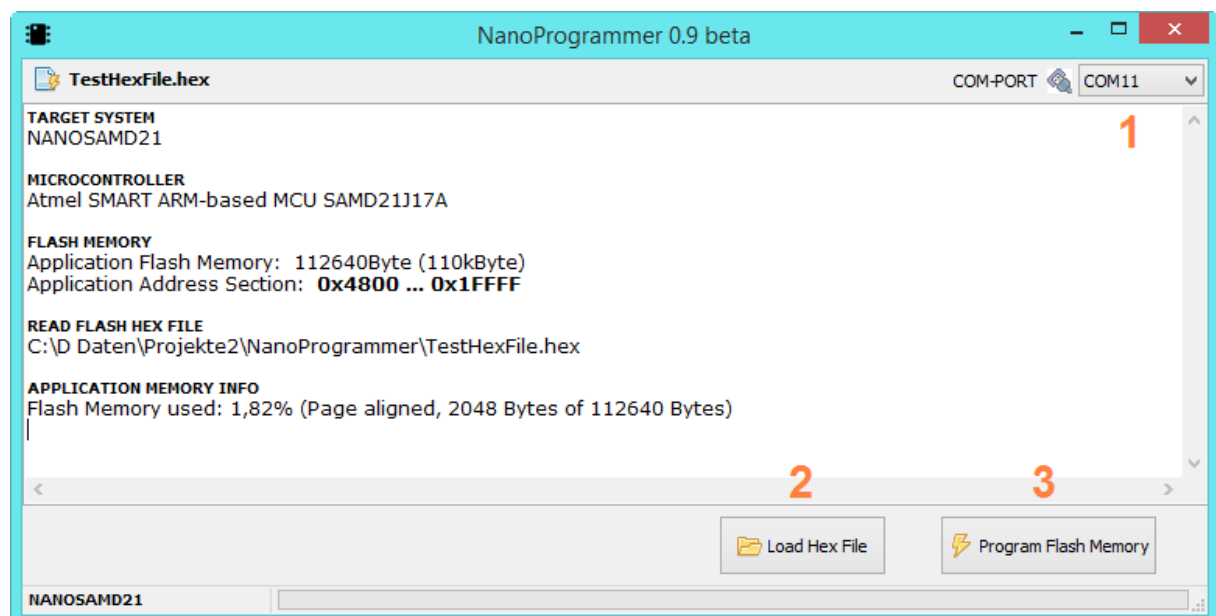 NanoProgrammer 0.9 beta
TestHexFile.hex
COM-PORT COM11
1
TARGET SYSTEM
NANOSAMD21
MICROCONTROLLER
Atmel SMART ARM-based MCU SAMD21J17A
FLASH MEMORY
Application Flash Memory: 112640Byte (110kByte)
Application Address Section: 0x4800 ... 0x1FFFF
READ FLASH HEX FILE
C:\D Daten\Projekte2\NanoProgrammer\TestHexFile.hex
APPLICATION MEMORY INFO
Flash Memory used: 1,82% (Page aligned, 2048 Bytes of 112640 Bytes)
2 3
Load Hex File Program Flash Memory
NANOSAMD21